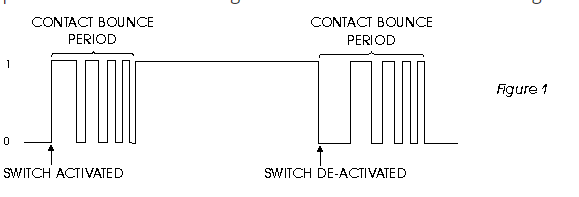 CONTACT BOUNCE
PERIOD
CONTACT BOUNCE
PERIOD
1
Figure 1
0
SWITCH ACTIVATED
SWITCH DE-ACTIVATED